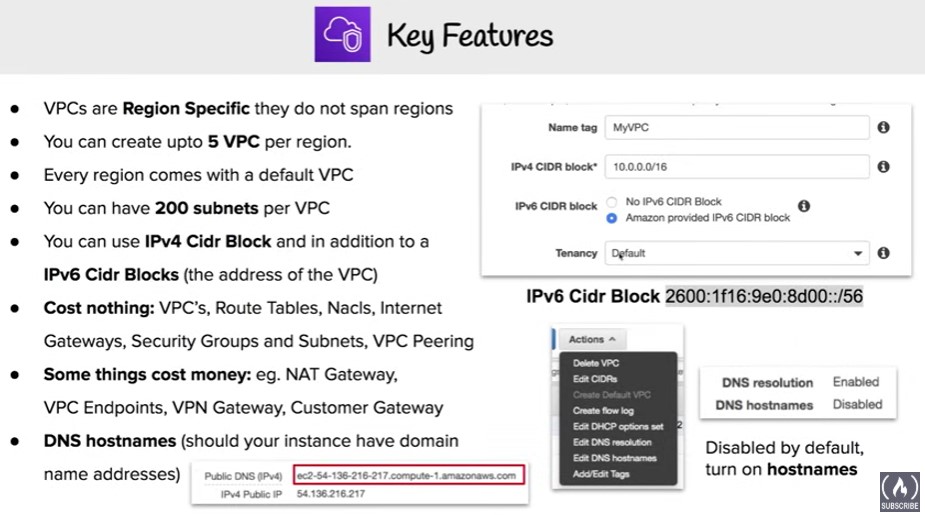 Key Features
● VPCs are Region Specific they do not span regions
● You can create upto 5 VPC per region.
● Every region comes with a default VPC
● You can have 200 subnets per VPC
● You can use IPv4 Cidr Block and in addition to a
IPv6 Cidr Blocks (the address of the VPC)
● Cost nothing: VPC's, Route Tables, Nacls, Internet
Gateways, Security Groups and Subnets, VPC Peering
● Some things cost money: eg. NAT Gateway,
VPC Endpoints, VPN Gateway, Customer Gateway
● DNS hostnames (should your instance have domain
name addresses)
Public DNS (IPv4) ec2-54-136-216-217.compute-1.amazonaws.com
IPv4 Public IP 54.136.216.217
Name tag MyVPC
IPv4 CIDR block* 10.0.0.0/16
IPv6 CIDR block No IPv6 CIDR Block
Amazon provided IPv6 CIDR block
Tenancy Default
IPv6 Cidr Block 2600:1f16:9e0:8d00::/56
Actions
Delete VPC
Edit CIDRs
Create Default VPC
Create flow log
Edit DHCP options set
Edit DNS resolution
Edit DNS hostnames
Add/Edit Tags
DNS resolution Enabled
DNS hostnames Disabled
Disabled by default,
turn on hostnames
SUBSCRIBE